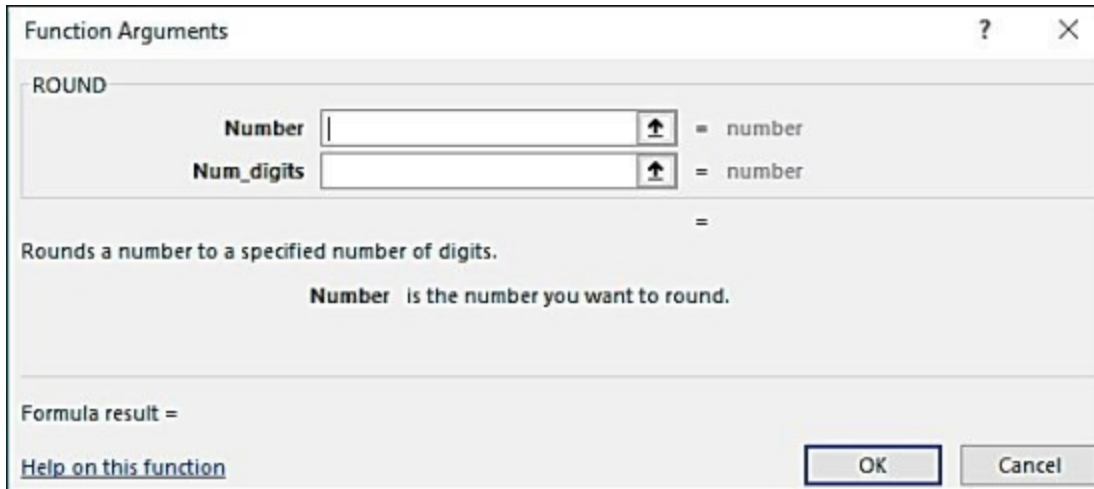 Function Arguments ? ×
ROUND
Number = number
Num_digits = number
=
Rounds a number to a specified number of digits.
Number is the number you want to round.
Formula result =
Help on this function OK Cancel